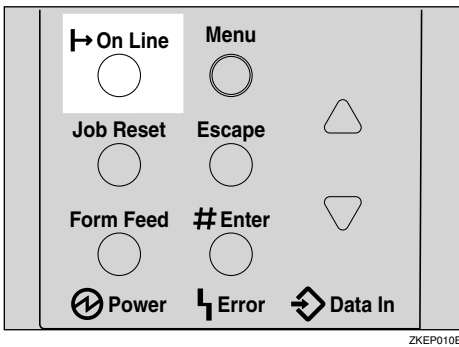 On Line Menu
Job Reset Escape
Form Feed # Enter
Power Error Data In
ZKEP010E